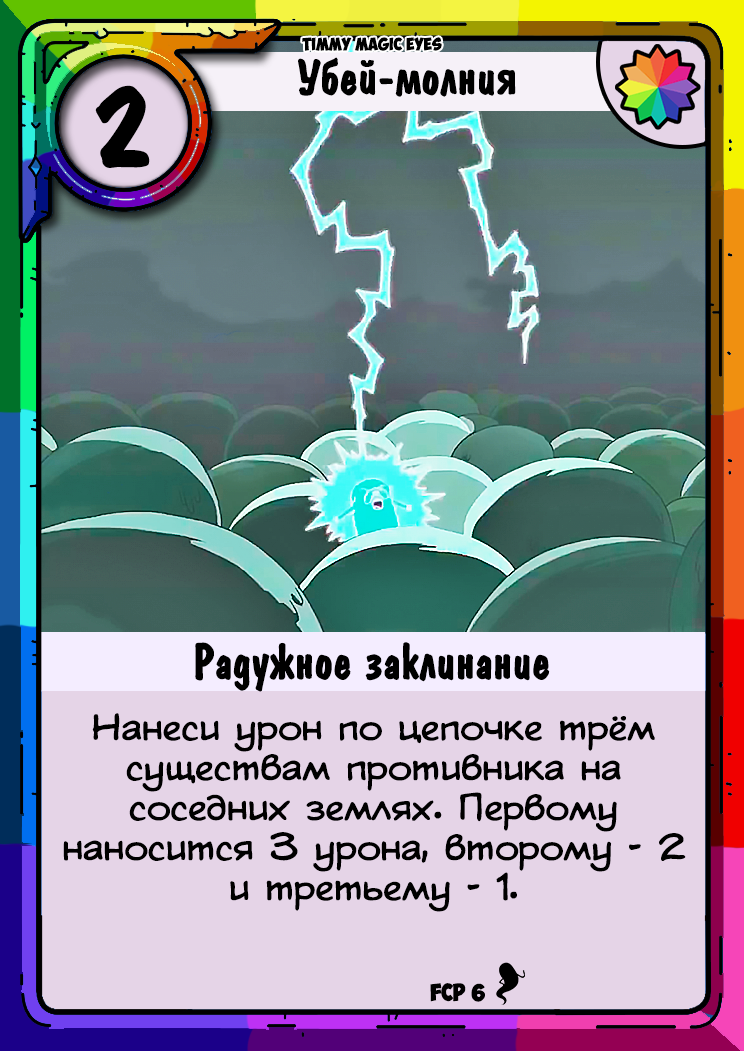 TIMMY MAGIC EYES
Убей-молния
2
Радужное заклинание
Нанеси урон по цепочке трём
существам противника на
соседних землях. Первому
наносится 3 урона, второму - 2
и третьему - 1.
FCP 6